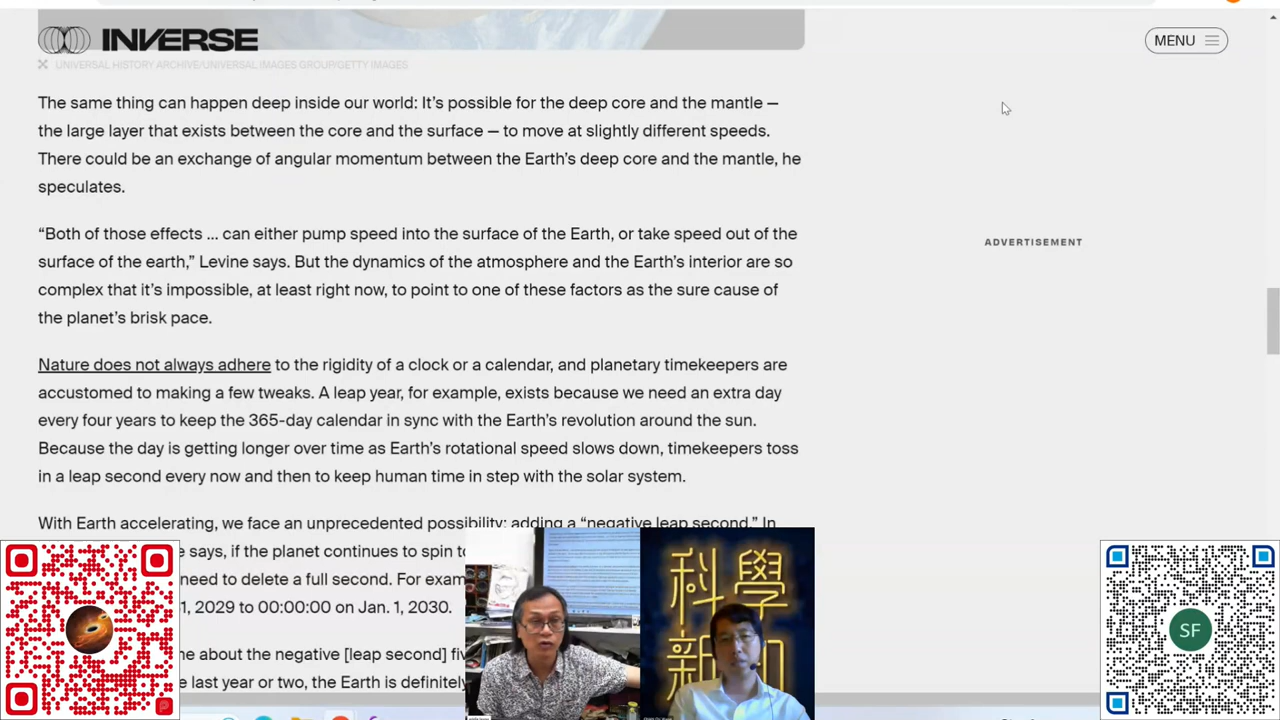 INVERSE
MENU
UNIVERSAL HISTORY ARCHIVE/UNIVERSAL IMAGES GROUP/GETTY IMAGES
The same thing can happen deep inside our world: It’s possible for the deep core and the mantle —
the large layer that exists between the core and the surface — to move at slightly different speeds.
There could be an exchange of angular momentum between the Earth’s deep core and the mantle, he
speculates.
ADVERTISEMENT
“Both of those effects ... can either pump speed into the surface of the Earth, or take speed out of the
surface of the earth,” Levine says. But the dynamics of the atmosphere and the Earth’s interior are so
complex that it’s impossible, at least right now, to point to one of these factors as the sure cause of
the planet’s brisk pace.
Nature does not always adhere to the rigidity of a clock or a calendar, and planetary timekeepers are
accustomed to making a few tweaks. A leap year, for example, exists because we need an extra day
every four years to keep the 365-day calendar in sync with the Earth’s revolution around the sun.
Because the day is getting longer over time as Earth’s rotational speed slows down, timekeepers toss
in a leap second every now and then to keep human time in step with the solar system.
With Earth accelerating, we face an unprecedented possibility: adding a “negative leap second.” In
says, if the planet continues to spin
need to delete a full second. For
1, 2029 to 00:00:00 on Jan. 1, 2030.
about the negative [leap second]
last year or two, the Earth is
科學
新
SF